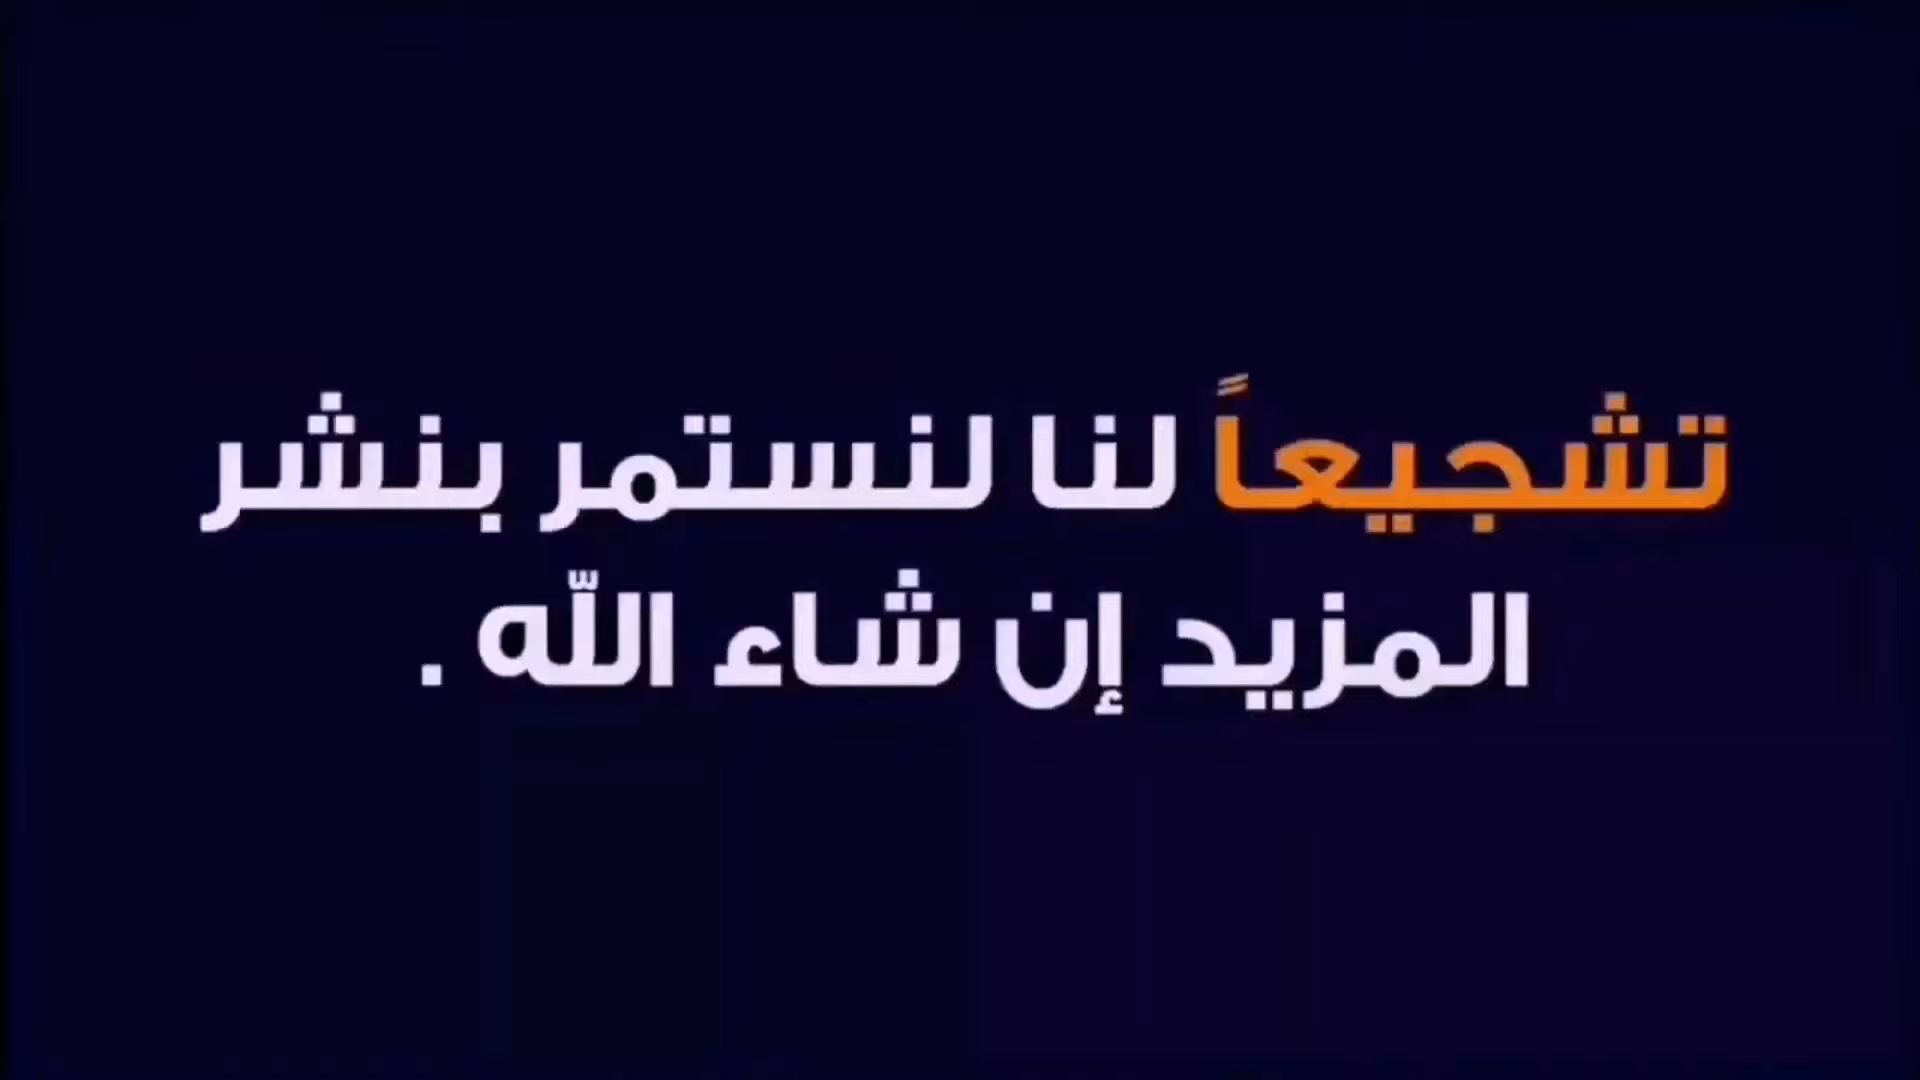 تشجيعاً لنا لنستمر بنشر
المزيد إن شاء اللّه .